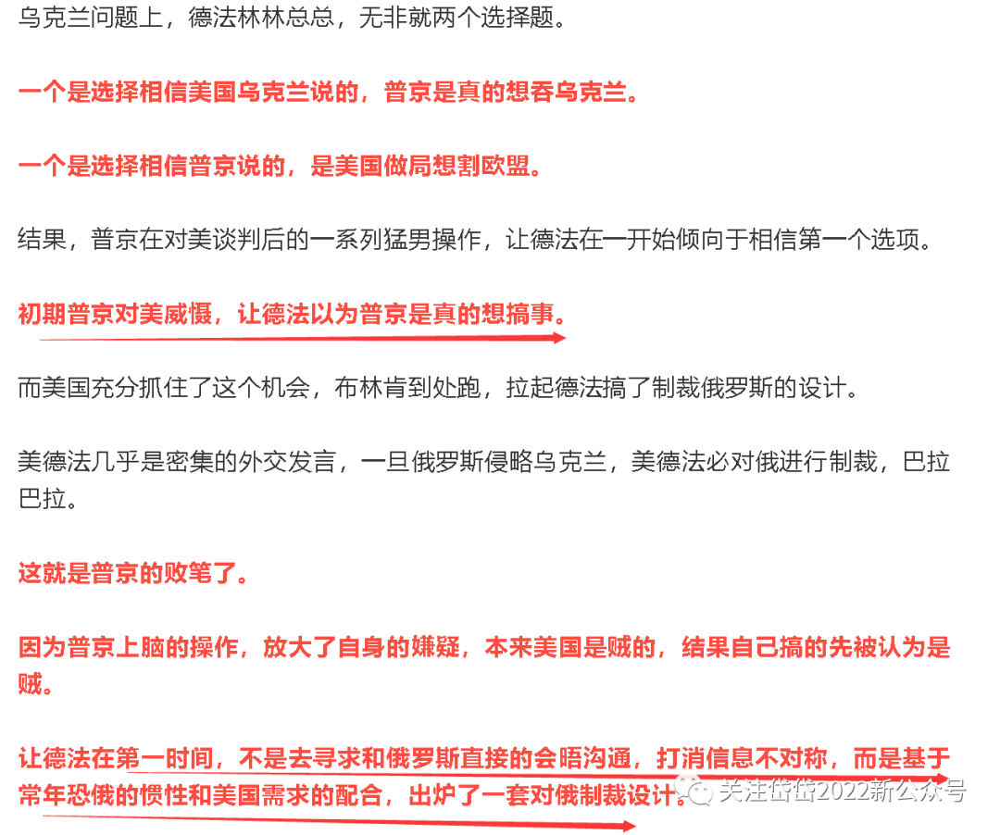 乌克兰问题上，德法林林总总，无非就两个选择题。
一个是选择相信美国乌克兰说的，普京是真的想吞乌克兰。
一个是选择相信普京说的，是美国做局想割欧盟。
结果，普京在对美谈判后的一系列猛男操作，让德法在一开始倾向于相信第一个选项。
初期普京对美威慑，让德法以为普京是真的想搞事。
而美国充分抓住了这个机会，布林肯到处跑，拉起德法搞了制裁俄罗斯的设计。
美德法几乎是密集的外交发言，一旦俄罗斯侵略乌克兰，美德法必对俄进行制裁，巴拉
巴拉。
这就是普京的败笔了。
因为普京上脑的操作，放大了自身的嫌疑，本来美国是贼的，结果自己搞的先被认为是
贼。
让德法在第一时间，不是去寻求和俄罗斯直接的会晤沟通，打消信息不对称，而是基于
常年恐俄的惯性和美国需求的配合，出炉了一套对俄制裁设计。
关注岱岱2022新公众号